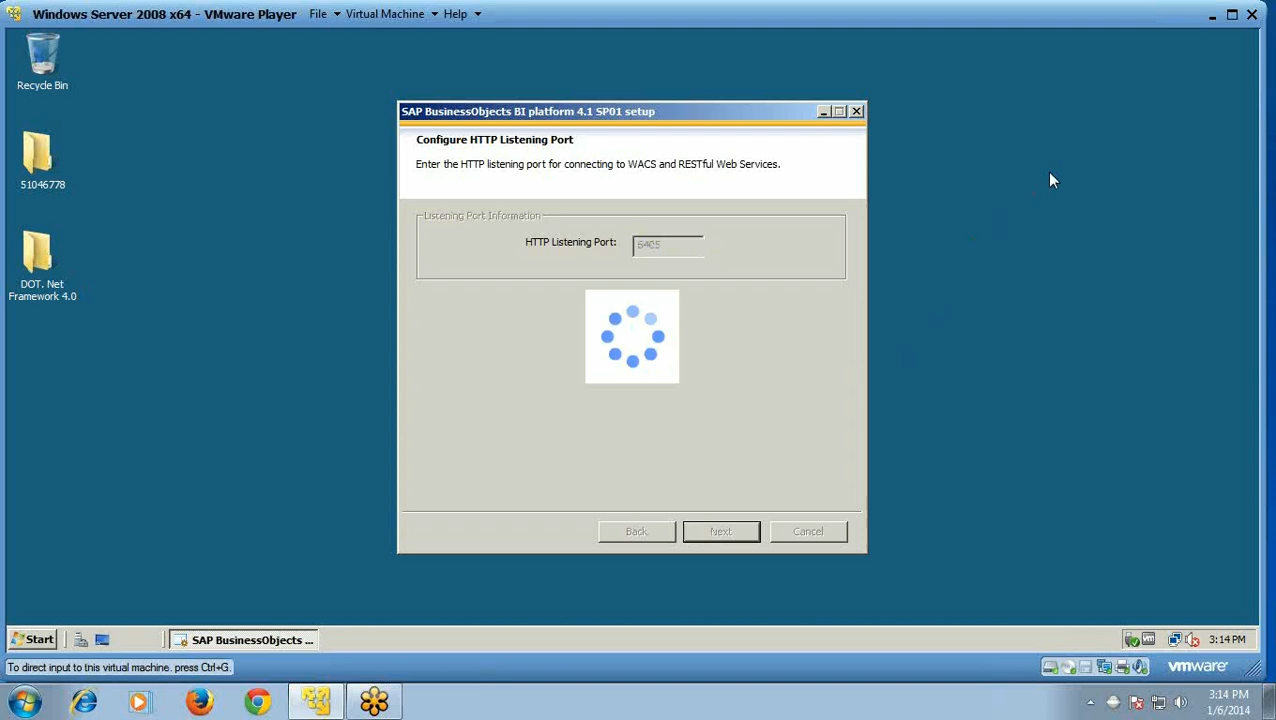 Windows Server 2008 x64 - VMware Player File Virtual Machine Help
Recycle Bin
51046778
DOT. Net
Framework 4.0
SAP BusinessObjects BI platform 4.1 SP01 setup
Configure HTTP Listening Port
Enter the HTTP listening port for connecting to WACS and RESTful Web Services.
Listening Port Information
HTTP Listening Port: 6405
Back Next Cancel
Start SAP BusinessObjects ... 3:14 PM
To direct input to this virtual machine, press Ctrl+G. vmware
3:14 PM
1/6/2014